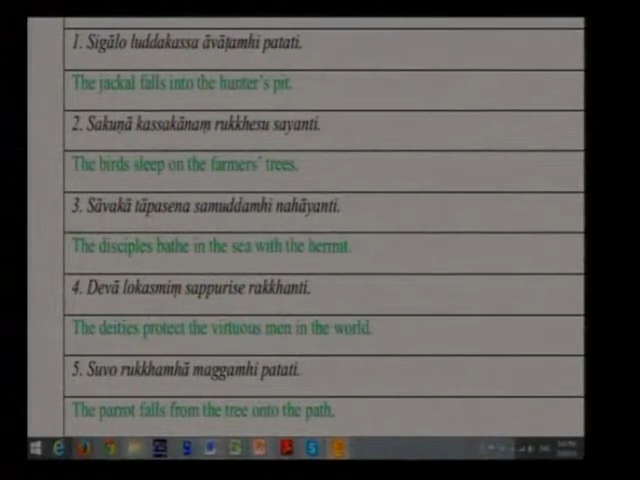 1. Sigālo luddakassa āvāṭamhi patati.
The jackal falls into the hunter's pit.
2. Sakuṇā kassakānaṃ rukkhesu sayanti.
The birds sleep on the farmers' trees.
3. Sāvakā tāpasena samuddamhi nahāyanti.
The disciples bathe in the sea with the hermit.
4. Devā lokasmiṃ sappurise rakkhanti.
The deities protect the virtuous men in the world.
5. Suvo rukkhamhā maggamhi patati.
The parrot falls from the tree onto the path.